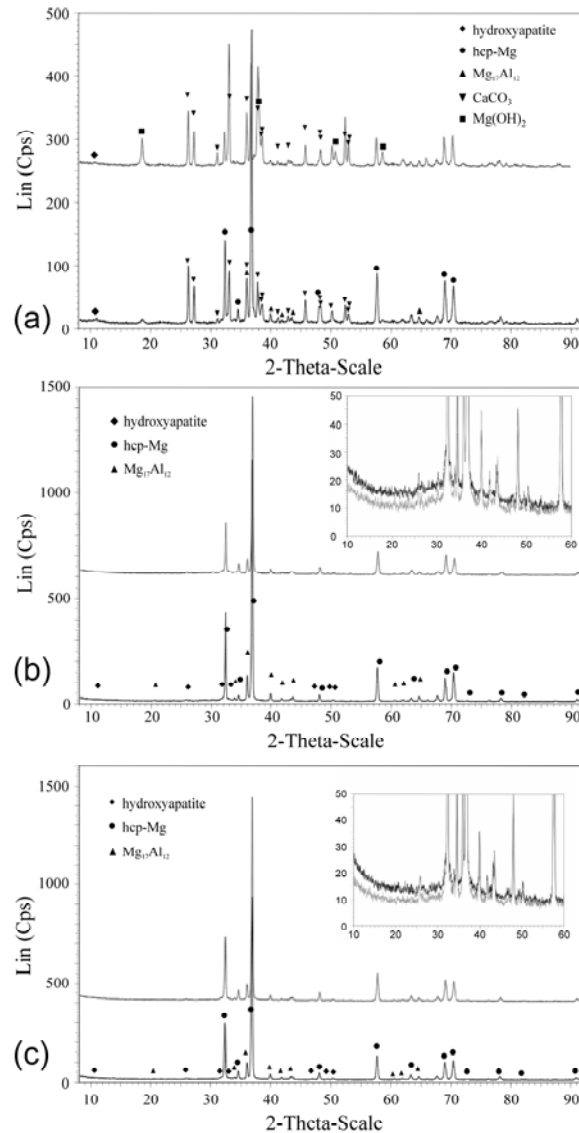 500
400
300
200
100
0
Lin (Cps)
hydroxyapatite
hcp-Mg
Mg₁₇Al₁₂
CaCO₃
Mg(OH)₂
(a)
10 20 30 40 50 60 70 80 90
2-Theta-Scale
1500
1000
500
0
Lin (Cps)
hydroxyapatite
hcp-Mg
Mg₁₇Al₁₂
50
40
30
20
10
0
10 20 30 40 50 60
(b)
10 20 30 40 50 60 70 80 90
2-Theta-Scale
1500
1000
500
0
Lin (Cps)
hydroxyapatite
hcp-Mg
Mg₁₇Al₁₂
50
40
30
20
10
0
10 20 30 40 50 60
(c)
10 20 30 40 50 60 70 80 90
2-Theta-Scale